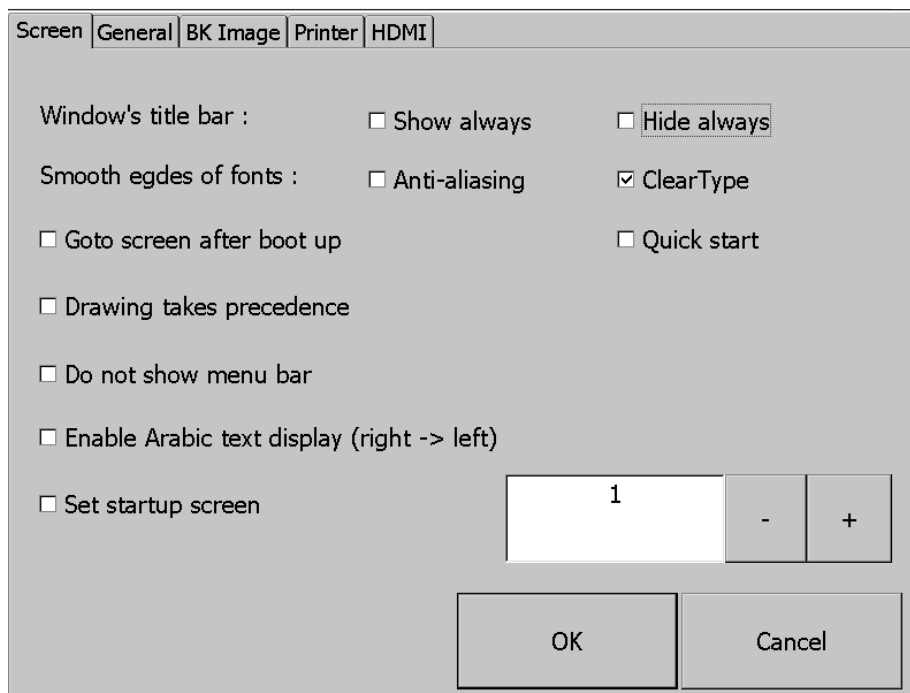 Screen General BK Image Printer HDMI
Window's title bar : Show always Hide always
Smooth egdes of fonts : Anti-aliasing ClearType
Goto screen after boot up Quick start
Drawing takes precedence
Do not show menu bar
Enable Arabic text display (right -> left)
Set startup screen 1 - +
OK Cancel